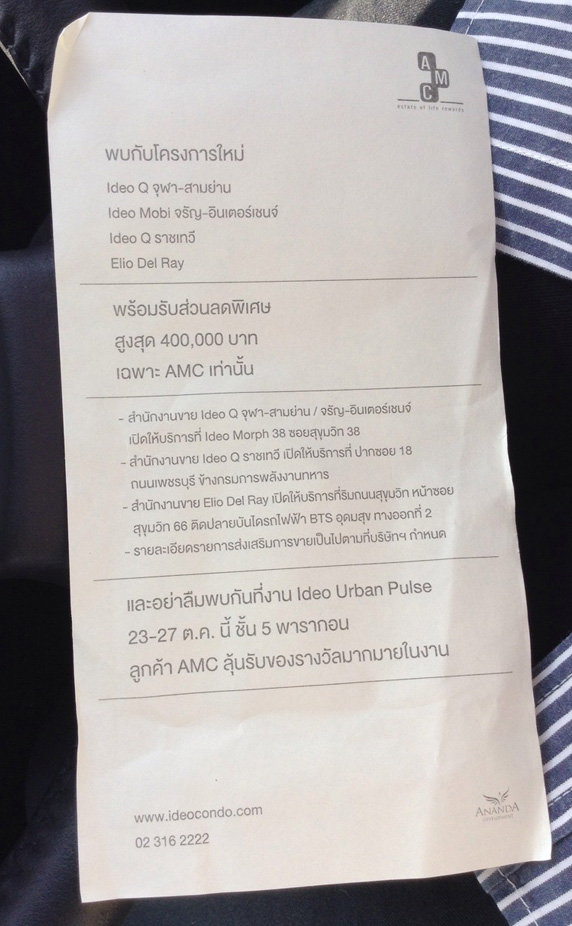 A
M
C
estate of life rewards
พบกับโครงการใหม่
Ideo Q จุฬา-สามย่าน
Ideo Mobi จรัญ-อินเตอร์เชนจ์
Ideo Q ราชเทวี
Elio Del Ray
พร้อมรับส่วนลดพิเศษ
สูงสุด 400,000 บาท
เฉพาะ AMC เท่านั้น
- สำนักงานขาย Ideo Q จุฬา-สามย่าน / จรัญ-อินเตอร์เชนจ์
เปิดให้บริการที่ Ideo Morph 38 ซอยสุขุมวิท 38
- สำนักงานขาย Ideo Q ราชเทวี เปิดให้บริการที่ ปากซอย 18
ถนนเพชรบุรี ข้างกรมการพลังงานทหาร
- สำนักงานขาย Elio Del Ray เปิดให้บริการที่ริมถนนสุขุมวิท หน้าซอย
สุขุมวิท 66 ติดปลายบันไดรถไฟฟ้า BTS อุดมสุข ทางออกที่ 2
- รายละเอียดรายการส่งเสริมการขายเป็นไปตามที่บริษัทฯ กำหนด
และอย่าลืมพบกันที่งาน Ideo Urban Pulse
23-27 ต.ค. นี้ ชั้น 5 พารากอน
ลูกค้า AMC ลุ้นรับของรางวัลมากมายในงาน
www.ideocondo.com
02 316 2222
ANANDA
DEVELOPMENT